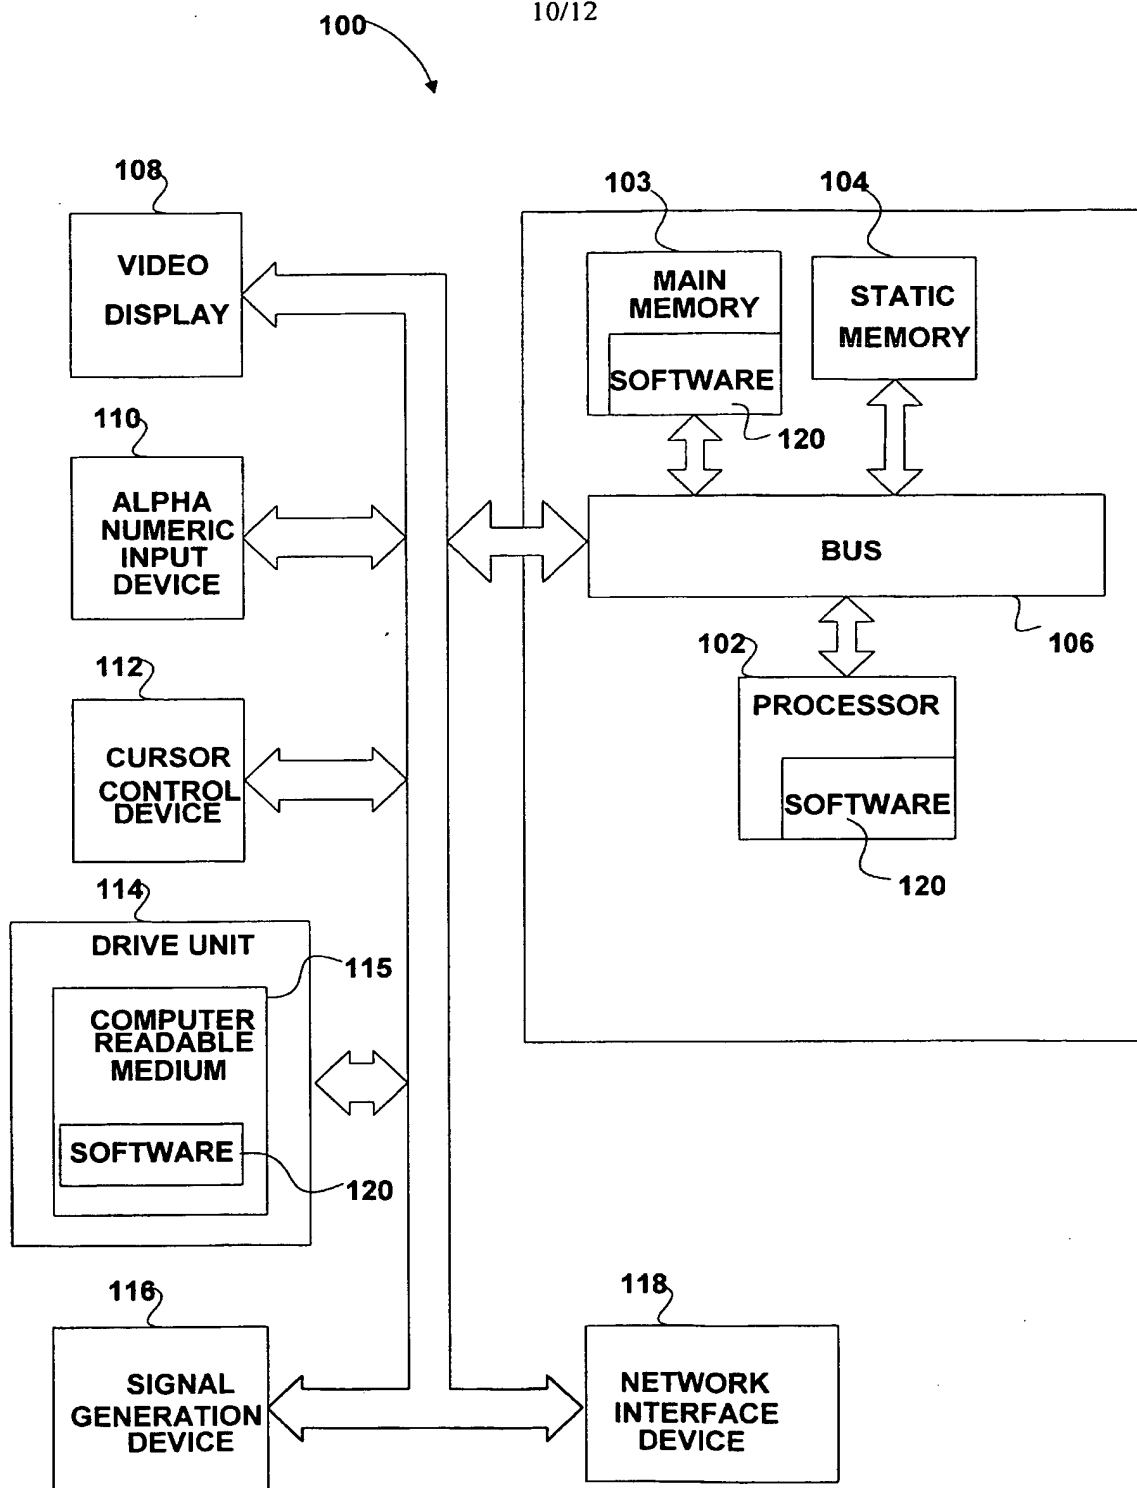 10/12
100
108
VIDEO
DISPLAY
103
MAIN
MEMORY
SOFTWARE
120
104
STATIC
MEMORY
110
ALPHA
NUMERIC
INPUT
DEVICE
BUS
106
102
PROCESSOR
SOFTWARE
120
112
CURSOR
CONTROL
DEVICE
114
DRIVE UNIT
115
COMPUTER
READABLE
MEDIUM
SOFTWARE
120
116
SIGNAL
GENERATION
DEVICE
118
NETWORK
INTERFACE
DEVICE